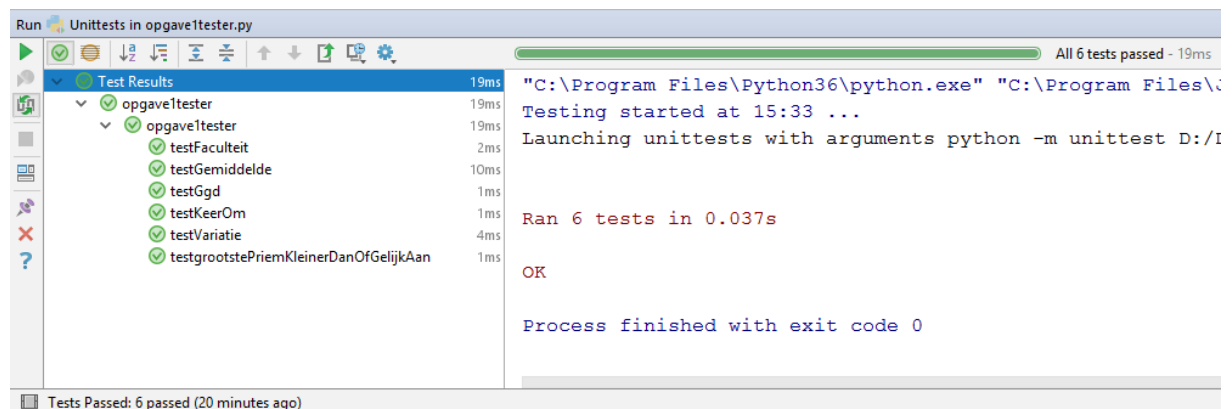 Run Unittests in opgave1tester.py
All 6 tests passed - 19ms
Test Results 19ms
opgave1tester 19ms
opgave1tester 19ms
testFaculteit 2ms
testGemiddelde 10ms
testGgd 1ms
testKeerOm 1ms
testVariatie 4ms
testgrootstePriemKleinerDanOfGelijkAan 1ms
"C:\Program Files\Python36\python.exe" "C:\Program Files\J
Testing started at 15:33 ...
Launching unittests with arguments python -m unittest D:/D
Ran 6 tests in 0.037s
OK
Process finished with exit code 0
Tests Passed: 6 passed (20 minutes ago)